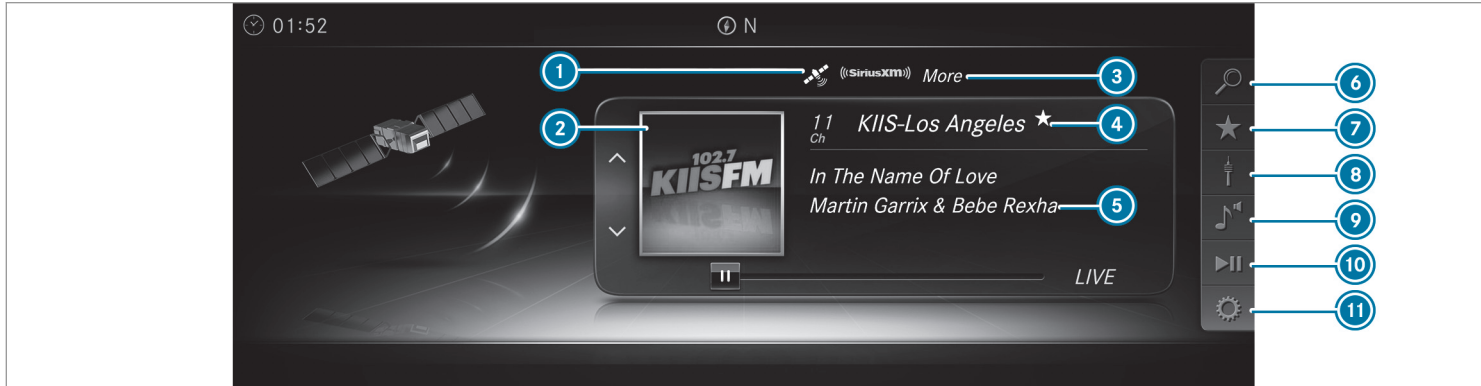 01:52
N
1
((SiriusXM))
More
3
6
2
11
Ch
KIIS-Los Angeles
4
7
102.7
KIISFM
In The Name Of Love
8
Martin Garrix & Bebe Rexha
5
9
LIVE
10
11